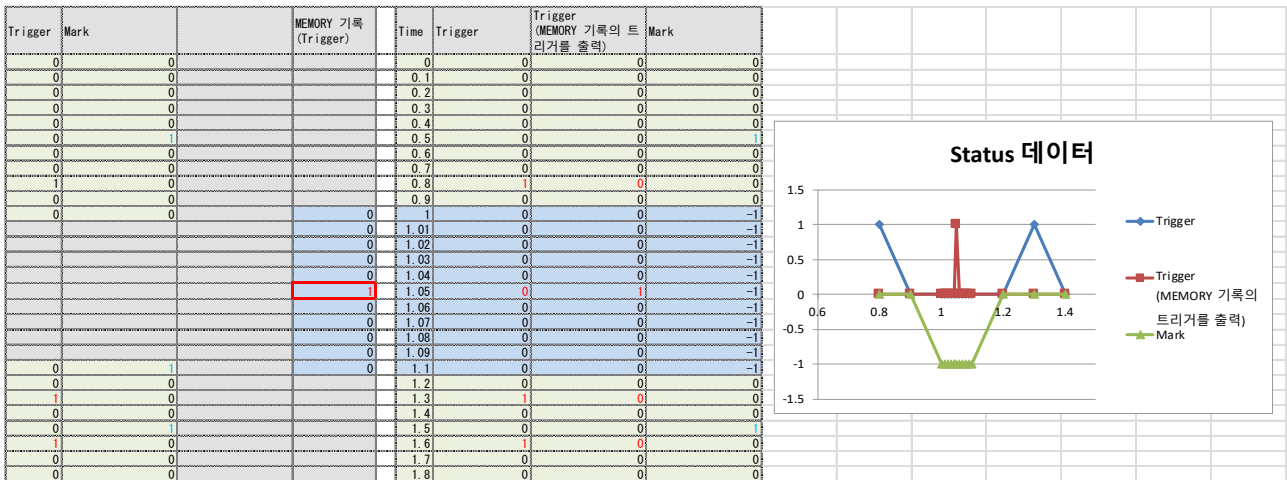 Trigger Mark MEMORY 기록 (Trigger) Time Trigger Trigger (MEMORY 기록의 트리거를 출력) Mark
0 0 0 0 0 0
0 0 0.1 0 0 0
0 0 0.2 0 0 0
0 0 0.3 0 0 0
0 0 0.4 0 0 0
0 1 0.5 0 0 1
0 0 0.6 0 0 0
0 0 0.7 0 0 0
1 0 0.8 1 0 0
0 0 0.9 0 0 0
0 0 0 1 0 0 -1
0 1.01 0 0 -1
0 1.02 0 0 -1
0 1.03 0 0 -1
0 1.04 0 0 -1
1 1.05 0 1 -1
0 1.06 0 0 -1
0 1.07 0 0 -1
0 1.08 0 0 -1
0 1.09 0 0 -1
0 1 0 1.1 0 0 -1
0 0 1.2 0 0 0
1 0 1.3 1 0 0
0 0 1.4 0 0 0
0 1 1.5 0 0 1
1 0 1.6 1 0 0
0 0 1.7 0 0 0
0 0 1.8 0 0 0
Status 데이터
1.5
1
0.5
0
-0.5
-1
-1.5
0.6 0.8 1 1.2 1.4
Trigger
Trigger
(MEMORY 기록의
트리거를 출력)
Mark